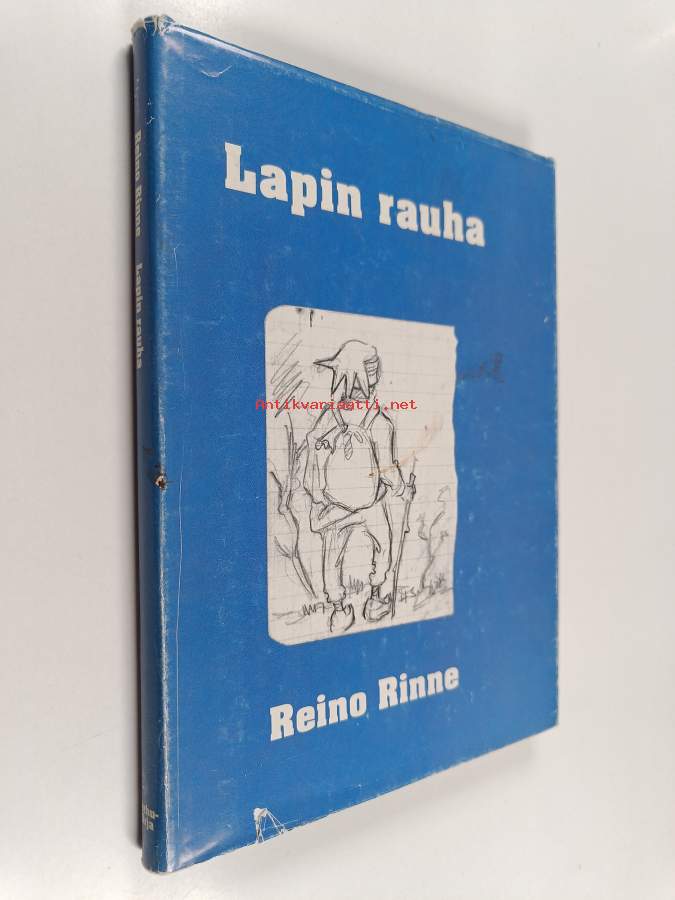 Lapin rauha
Antikvariaatti.net
Reino Rinne
Reino Rinne Lapin rauha